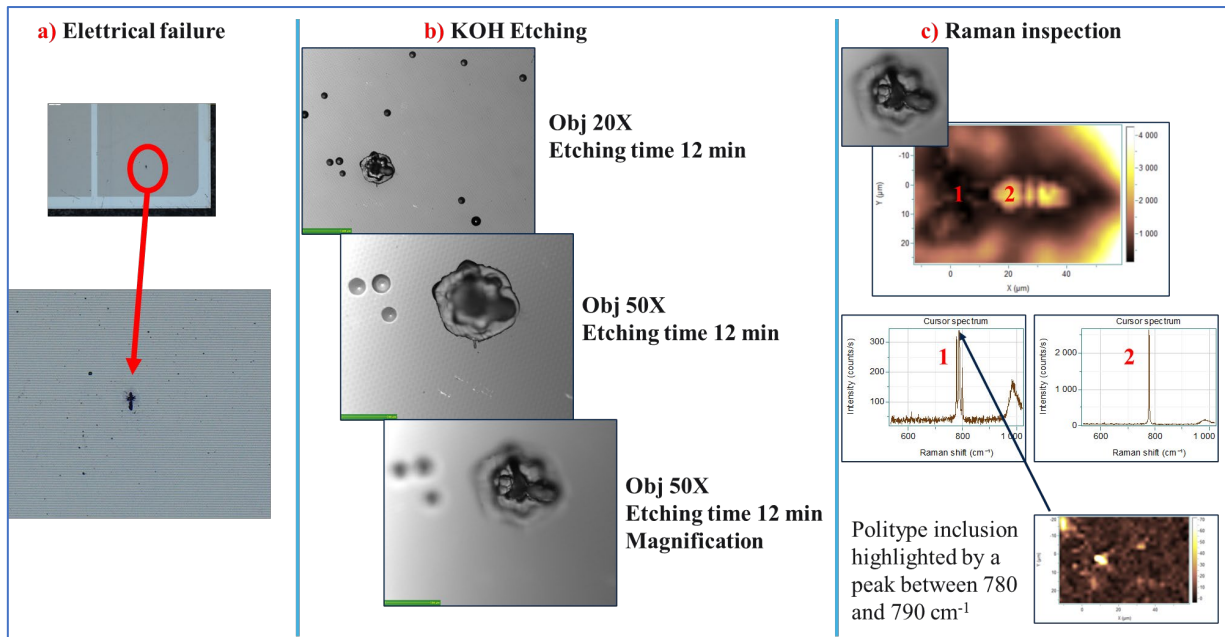 a) Elettrical failure
b) KOH Etching
Obj 20X
Etching time 12 min
Obj 50X
Etching time 12 min
Obj 50X
Etching time 12 min
Magnification
c) Raman inspection
-10
0
10
20
Y (µm)
1
2
0
20
40
X (µm)
4 000
3 000
2 000
1 000
Cursor spectrum
1
300
200
100
Intensity (counts/s)
600
800
1 000
Raman shift (cm⁻¹)
Cursor spectrum
2
2 000
1 000
0
Intensity (counts/s)
600
800
1 000
Raman shift (cm⁻¹)
Politype inclusion
highlighted by a
peak between 780
and 790 cm⁻¹